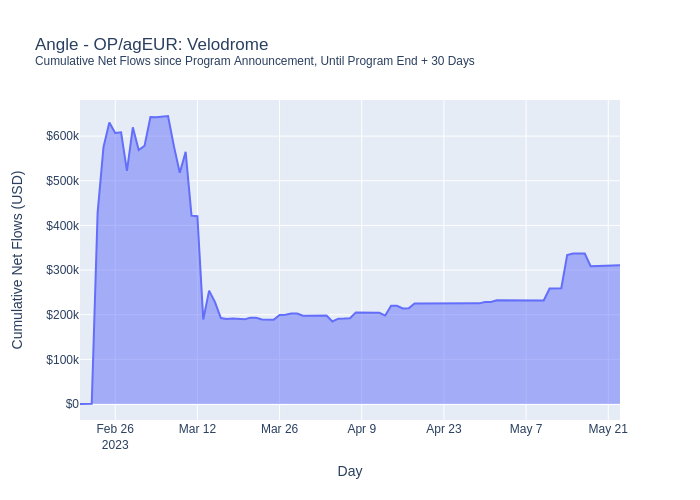 Angle - OP/agEUR: Velodrome
Cumulative Net Flows since Program Announcement, Until Program End + 30 Days
Cumulative Net Flows (USD)
$600k
$500k
$400k
$300k
$200k
$100k
$0
Feb 26
2023
Mar 12
Mar 26
Apr 9
Apr 23
May 7
May 21
Day